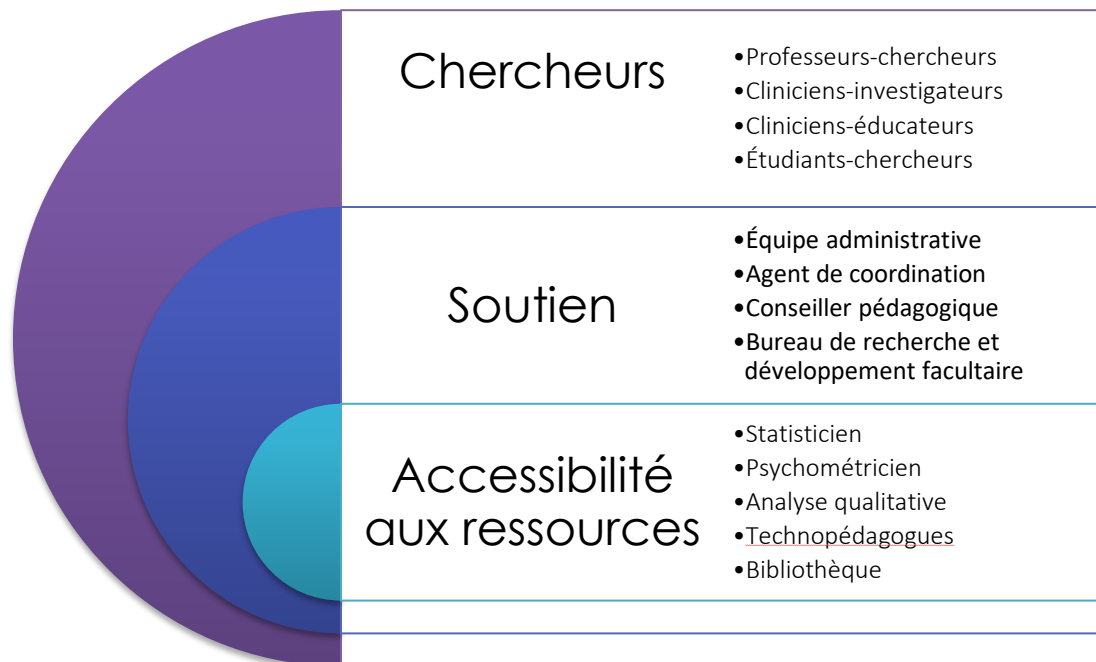 Chercheurs
•Professeurs-chercheurs
•Cliniciens-investigateurs
•Cliniciens-éducateurs
•Étudiants-chercheurs
Soutien
•Équipe administrative
•Agent de coordination
•Conseiller pédagogique
•Bureau de recherche et
développement facultaire
Accessibilité
aux ressources
•Statisticien
•Psychométricien
•Analyse qualitative
•Technopédagogues
•Bibliothèque